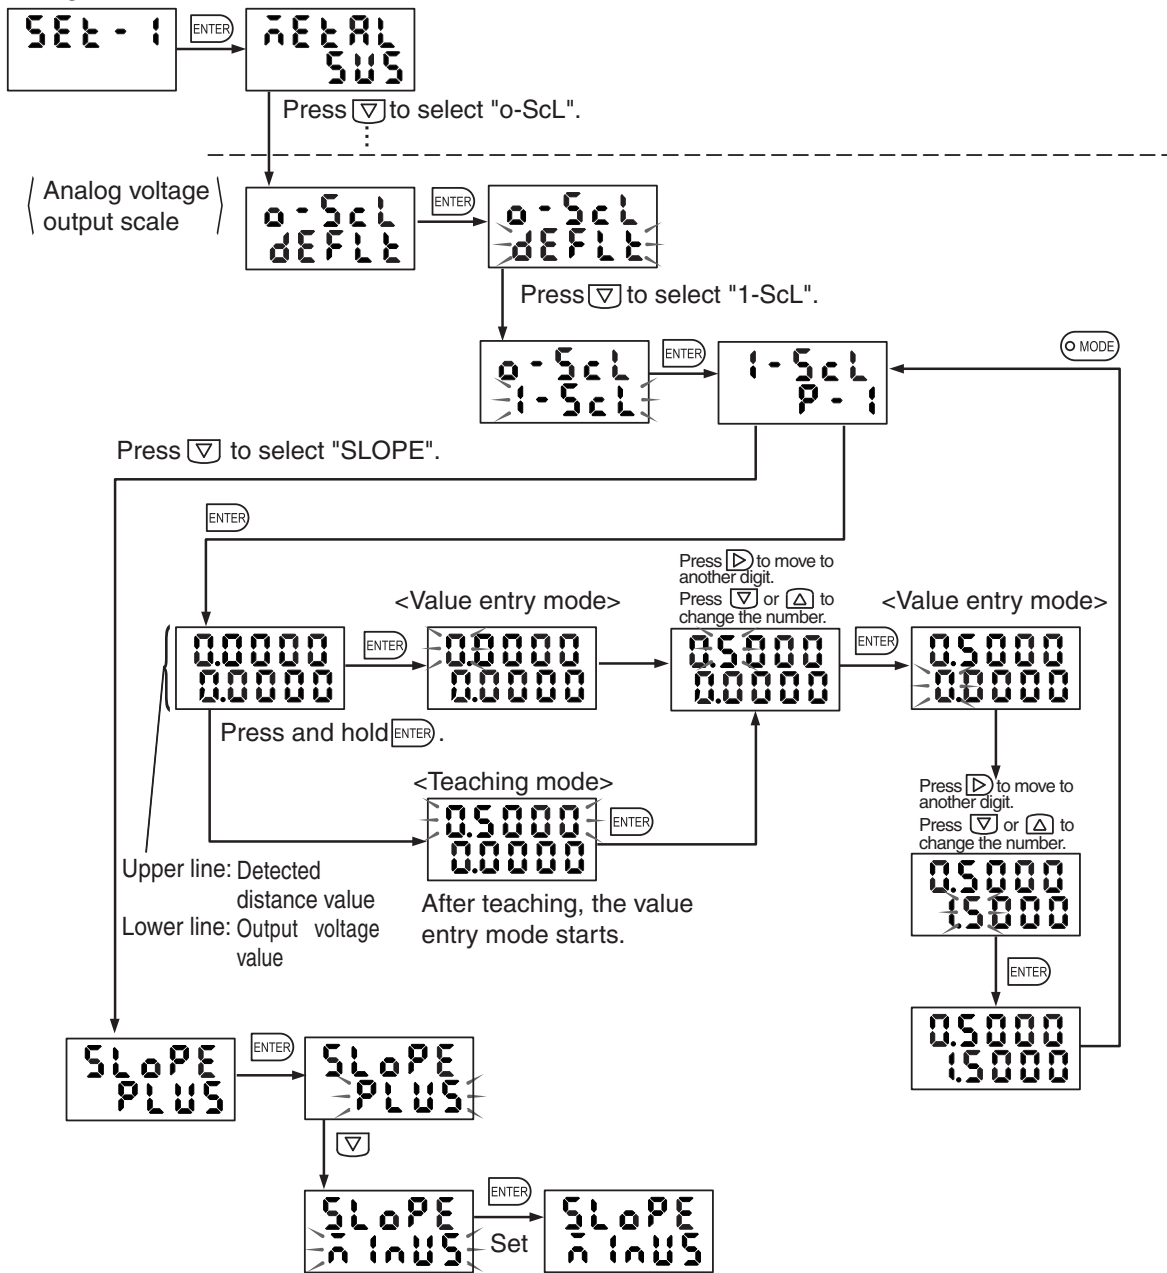 SEt-1
ENTER
mEtAL
SUS
Press ▽ to select "o-ScL".
Analog voltage
output scale
o-ScL
dEFLt
ENTER
o-ScL
dEFLt
Press ▽ to select "1-ScL".
o-ScL
1-ScL
ENTER
1-ScL
P-1
MODE
Press ▽ to select "SLOPE".
ENTER
Press ▷ to move to
another digit.
Press ▽ or △ to
change the number.
<Value entry mode>
<Value entry mode>
0.0000
0.0000
ENTER
0.0000
0.0000
0.5000
0.0000
ENTER
0.5000
0.0000
Press and hold ENTER.
<Teaching mode>
0.5000
0.0000
ENTER
Press ▷ to move to
another digit.
Press ▽ or △ to
change the number.
0.5000
1.5000
Upper line: Detected
distance value
Lower line: Output voltage
value
After teaching, the value
entry mode starts.
ENTER
0.5000
1.5000
SLoPE
PLUS
ENTER
SLoPE
PLUS
▽
SLoPE
mInUS
ENTER
Set
SLoPE
mInUS